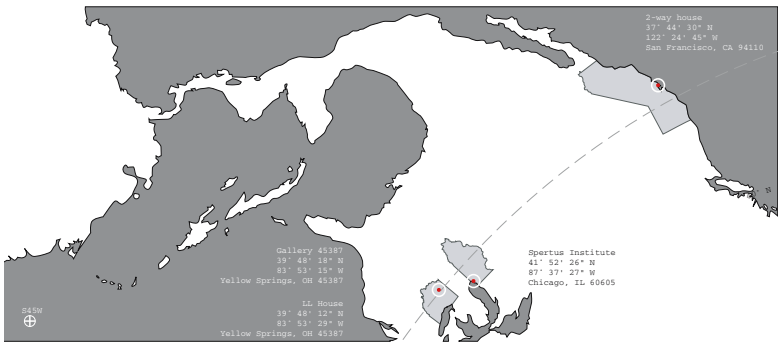 2-way house
37° 44' 30" N
122° 24' 45" W
San Francisco, CA 94110
N
Gallery 45387
39° 48' 18" N
83° 53' 15" W
Yellow Springs, OH 45387
Spertus Institute
41° 52' 26" N
87° 37' 27" W
Chicago, IL 60605
LL House
39° 48' 12" N
83° 53' 29" W
Yellow Springs, OH 45387
S45W